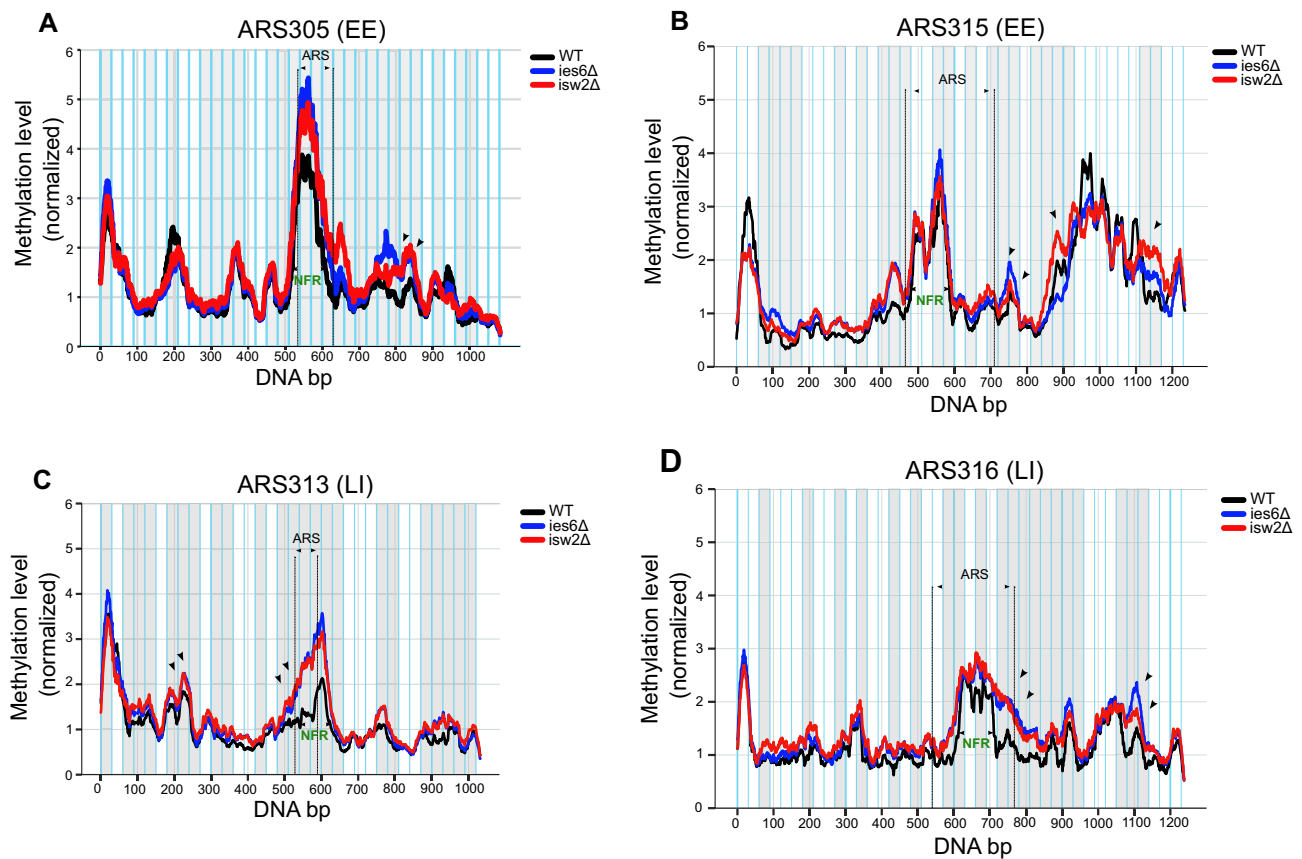 A
ARS305 (EE)
WT
ies6Δ
isw2Δ
ARS
6
5
4
3
2
1
0
Methylation level
(normalized)
NFR
0 100 200 300 400 500 600 700 800 900 1000
DNA bp
B
ARS315 (EE)
WT
ies6Δ
isw2Δ
ARS
6
5
4
3
2
1
0
Methylation level
(normalized)
NFR
0 100 200 300 400 500 600 700 800 900 1000 1100 1200
DNA bp
C
ARS313 (LI)
WT
ies6Δ
isw2Δ
ARS
6
5
4
3
2
1
0
Methylation level
(normalized)
NFR
0 100 200 300 400 500 600 700 800 900 1000
DNA bp
D
ARS316 (LI)
WT
ies6Δ
isw2Δ
ARS
6
5
4
3
2
1
0
Methylation level
(normalized)
NFR
0 100 200 300 400 500 600 700 800 900 1000 1100 1200
DNA bp